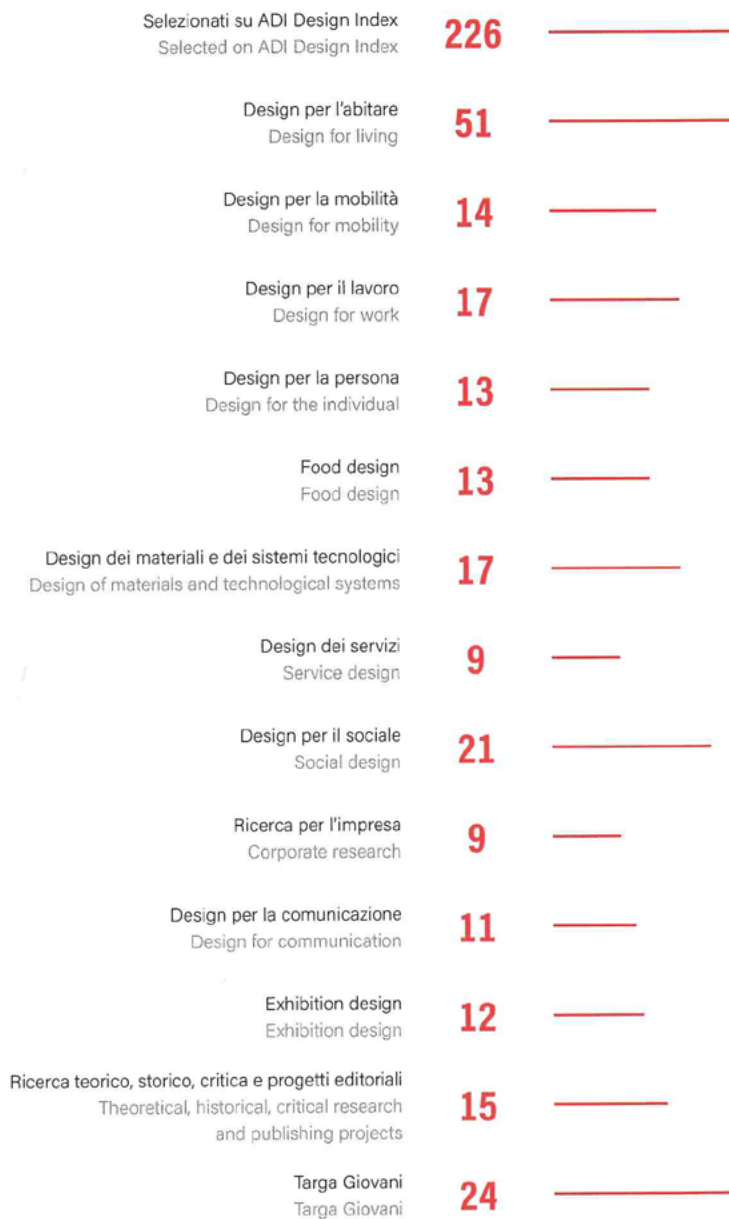 Selezionati su ADI Design Index
Selected on ADI Design Index
226
Design per l'abitare
Design for living
51
Design per la mobilità
Design for mobility
14
Design per il lavoro
Design for work
17
Design per la persona
Design for the individual
13
Food design
Food design
13
Design dei materiali e dei sistemi tecnologici
Design of materials and technological systems
17
Design dei servizi
Service design
9
Design per il sociale
Social design
21
Ricerca per l'impresa
Corporate research
9
Design per la comunicazione
Design for communication
11
Exhibition design
Exhibition design
12
Ricerca teorico, storico, critica e progetti editoriali
Theoretical, historical, critical research
and publishing projects
15
Targa Giovani
Targa Giovani
24